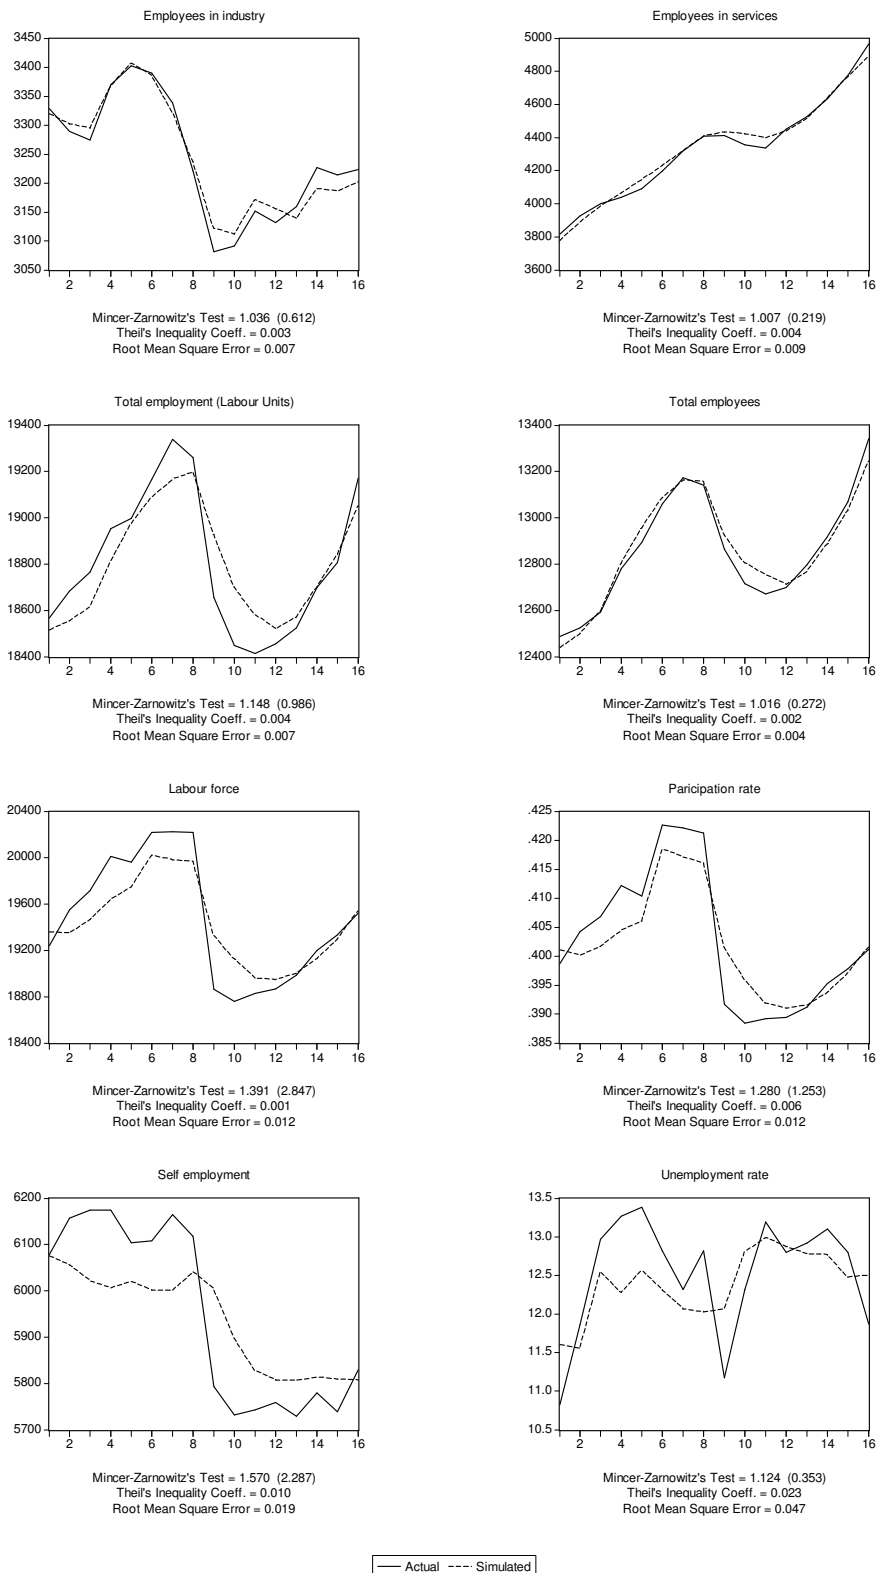 Employees in industry
3450
3400
3350
3300
3250
3200
3150
3100
3050
2 4 6 8 10 12 14 16
Mincer-Zarnowitz's Test = 1.036 (0.612)
Theil's Inequality Coeff. = 0.003
Root Mean Square Error = 0.007
Employees in services
5000
4800
4600
4400
4200
4000
3800
3600
2 4 6 8 10 12 14 16
Mincer-Zarnowitz's Test = 1.007 (0.219)
Theil's Inequality Coeff. = 0.004
Root Mean Square Error = 0.009
Total employment (Labour Units)
19400
19200
19000
18800
18600
18400
2 4 6 8 10 12 14 16
Mincer-Zarnowitz's Test = 1.148 (0.986)
Theil's Inequality Coeff. = 0.004
Root Mean Square Error = 0.007
Total employees
13400
13200
13000
12800
12600
12400
2 4 6 8 10 12 14 16
Mincer-Zarnowitz's Test = 1.016 (0.272)
Theil's Inequality Coeff. = 0.002
Root Mean Square Error = 0.004
Labour force
20400
20000
19600
19200
18800
18400
2 4 6 8 10 12 14 16
Mincer-Zarnowitz's Test = 1.391 (2.847)
Theil's Inequality Coeff. = 0.001
Root Mean Square Error = 0.012
Paricipation rate
.425
.420
.415
.410
.405
.400
.395
.390
.385
2 4 6 8 10 12 14 16
Mincer-Zarnowitz's Test = 1.280 (1.253)
Theil's Inequality Coeff. = 0.006
Root Mean Square Error = 0.012
Self employment
6200
6100
6000
5900
5800
5700
2 4 6 8 10 12 14 16
Mincer-Zarnowitz's Test = 1.570 (2.287)
Theil's Inequality Coeff. = 0.010
Root Mean Square Error = 0.019
Unemployment rate
13.5
13.0
12.5
12.0
11.5
11.0
10.5
2 4 6 8 10 12 14 16
Mincer-Zarnowitz's Test = 1.124 (0.353)
Theil's Inequality Coeff. = 0.023
Root Mean Square Error = 0.047
Actual Simulated